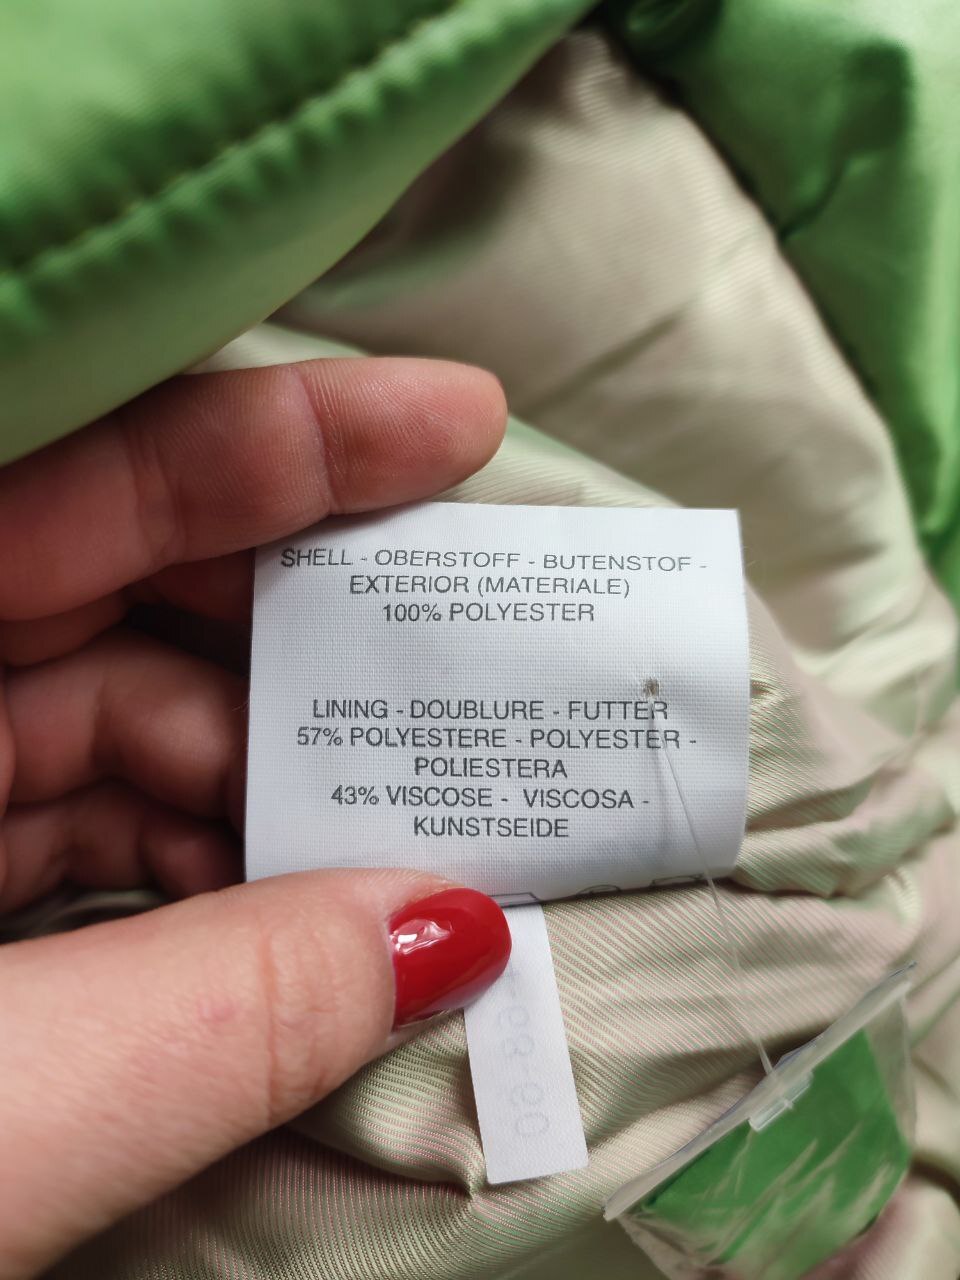 SHELL - OBERSTOFF - BUTENSTOF -
EXTERIOR (MATERIALE)
100% POLYESTER
LINING - DOUBLURE - FUTTER
57% POLYESTERE - POLYESTER -
POLIESTERA
43% VISCOSE - VISCOSA -
KUNSTSEIDE